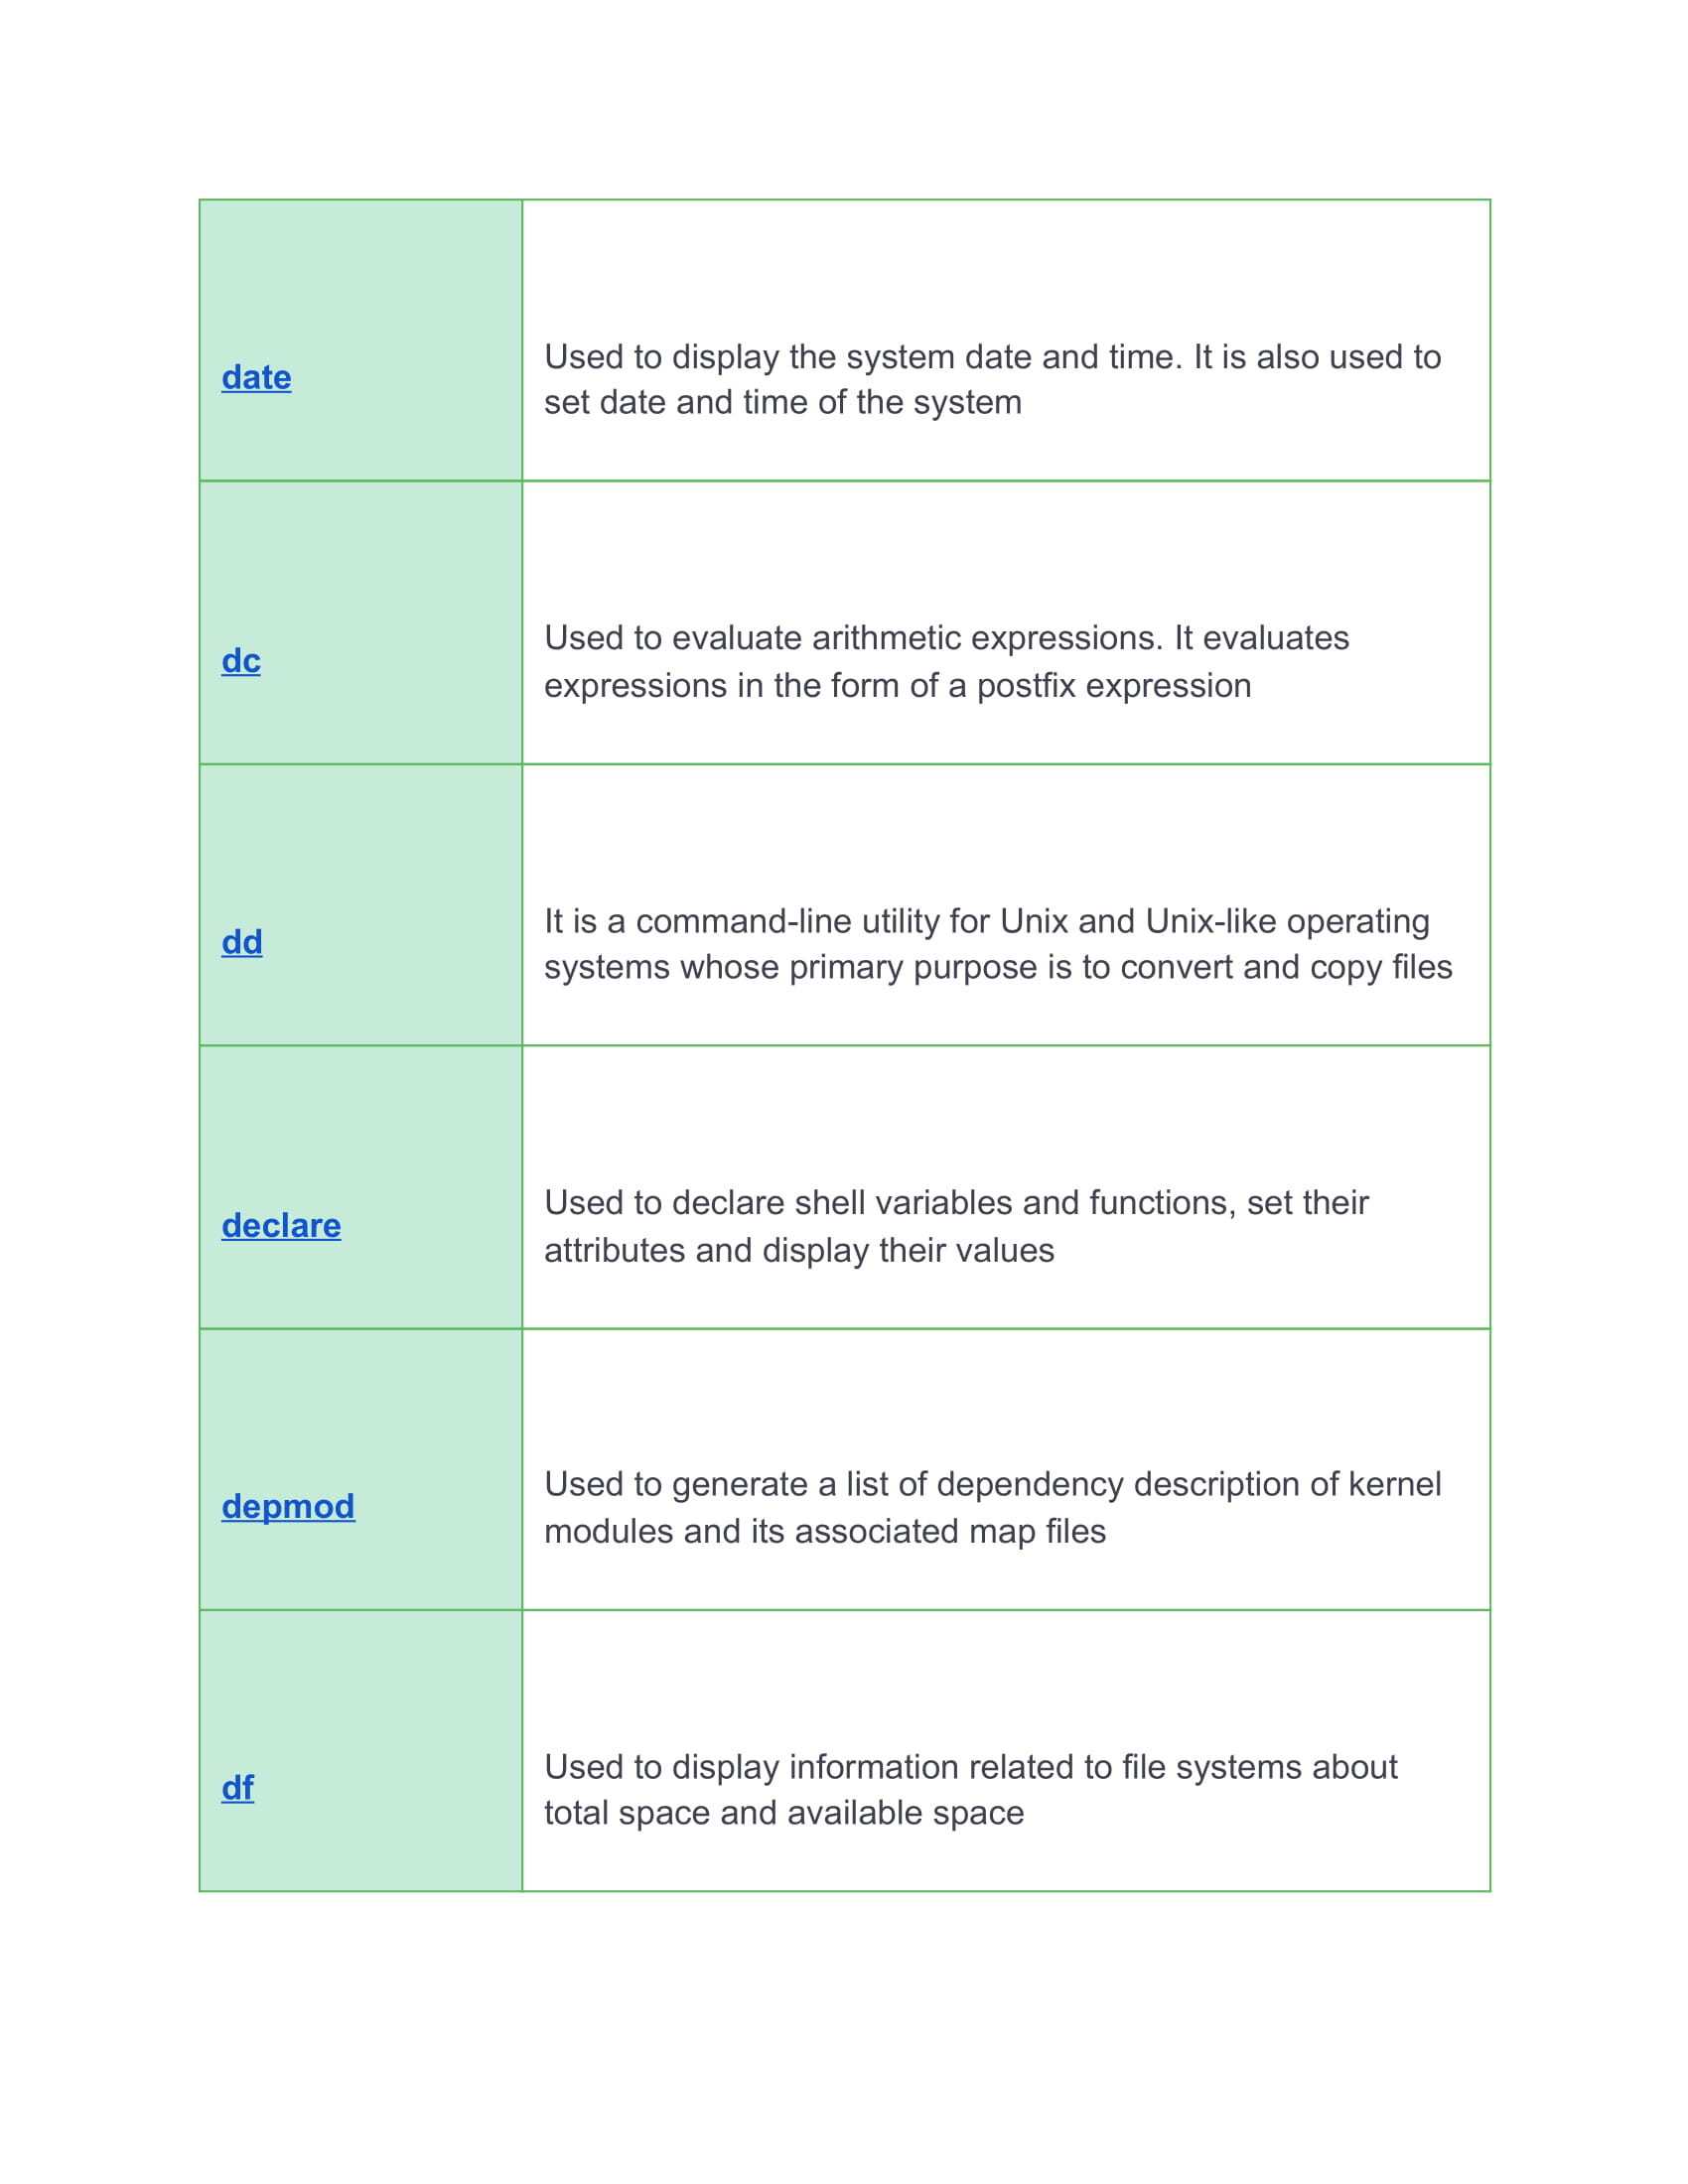 date
Used to display the system date and time. It is also used to
set date and time of the system
dc
Used to evaluate arithmetic expressions. It evaluates
expressions in the form of a postfix expression
dd
It is a command-line utility for Unix and Unix-like operating
systems whose primary purpose is to convert and copy files
declare
Used to declare shell variables and functions, set their
attributes and display their values
depmod
Used to generate a list of dependency description of kernel
modules and its associated map files
df
Used to display information related to file systems about
total space and available space